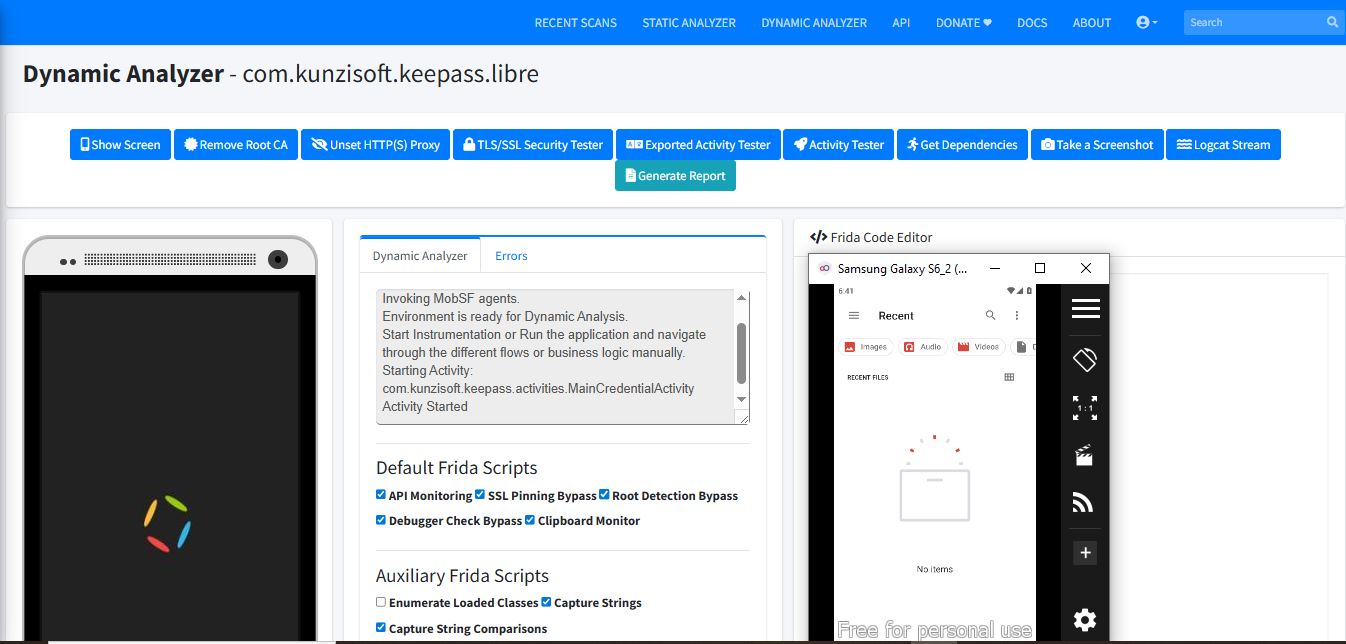 RECENT SCANS STATIC ANALYZER DYNAMIC ANALYZER API DONATE DOCS ABOUT Search
Dynamic Analyzer - com.kunzisoft.keepass.libre
Show Screen Remove Root CA Unset HTTP(S) Proxy TLS/SSL Security Tester Exported Activity Tester Activity Tester Get Dependencies Take a Screenshot Logcat Stream
Generate Report
Dynamic Analyzer Errors
Invoking MobSF agents.
Environment is ready for Dynamic Analysis.
Start Instrumentation or Run the application and navigate
through the different flows or business logic manually.
Starting Activity:
com.kunzisoft.keepass.activities.MainCredentialActivity
Activity Started
Default Frida Scripts
API Monitoring SSL Pinning Bypass Root Detection Bypass
Debugger Check Bypass Clipboard Monitor
Auxiliary Frida Scripts
Enumerate Loaded Classes Capture Strings
Capture String Comparisons
Frida Code Editor
Samsung Galaxy S6_2 (...
6:41
Recent
Images Audio Videos D
RECENT FILES
No items
Free for personal use
1 : 1